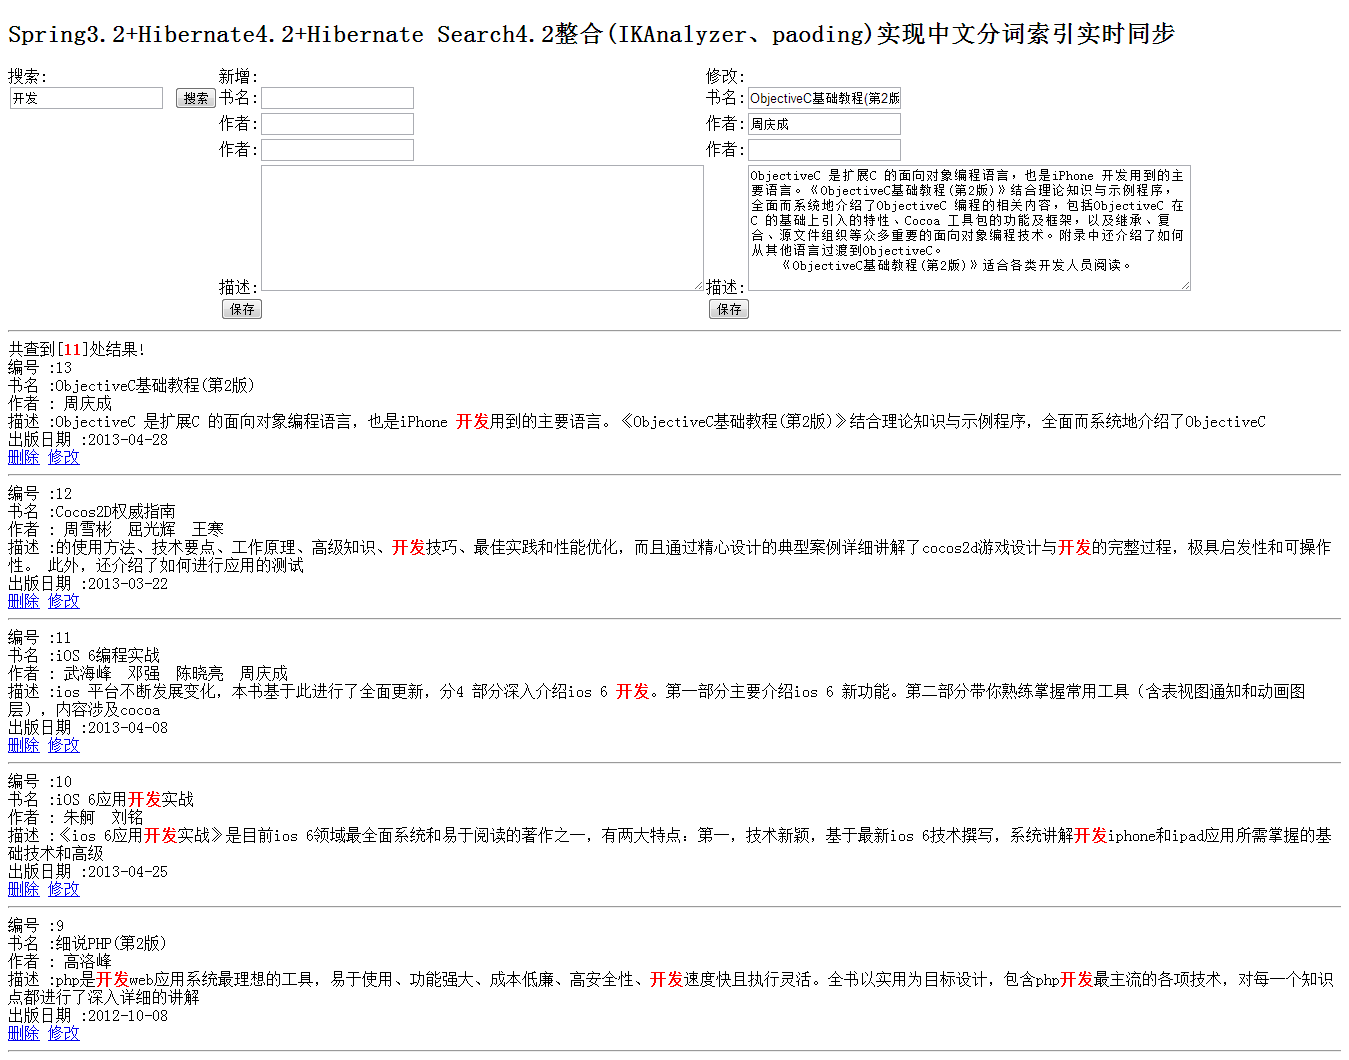 Spring3.2+Hibernate4.2+Hibernate Search4.2整合(IKAnalyzer、paoding)实现中文分词索引实时同步
搜索:
开发 搜索
新增:
书名:
作者:
作者:
描述:
保存
修改:
书名: ObjectiveC基础教程(第2版
作者: 周庆成
作者:
ObjectiveC 是扩展C 的面向对象编程语言，也是iPhone 开发用到的主
要语言。《ObjectiveC基础教程(第2版)》结合理论知识与示例程序，
全面而系统地介绍了ObjectiveC 编程的相关内容，包括ObjectiveC 在
C 的基础上引入的特性、Cocoa 工具包的功能及框架，以及继承、复
合、源文件组织等众多重要的面向对象编程技术。附录中还介绍了如何
从其他语言过渡到ObjectiveC。
《ObjectiveC基础教程(第2版)》适合各类开发人员阅读。
描述:
保存
共查到[11]处结果!
编号 :13
书名 :ObjectiveC基础教程(第2版)
作者 : 周庆成
描述 :ObjectiveC 是扩展C 的面向对象编程语言，也是iPhone 开发用到的主要语言。《ObjectiveC基础教程(第2版)》结合理论知识与示例程序，全面而系统地介绍了ObjectiveC
出版日期 :2013-04-28
删除 修改
编号 :12
书名 :Cocos2D权威指南
作者 : 周雪彬 屈光辉 王寒
描述 :的使用方法、技术要点、工作原理、高级知识、开发技巧、最佳实践和性能优化，而且通过精心设计的典型案例详细讲解了cocos2d游戏设计与开发的完整过程，极具启发性和可操作
性。 此外，还介绍了如何进行应用的测试
出版日期 :2013-03-22
删除 修改
编号 :11
书名 :iOS 6编程实战
作者 : 武海峰 邓强 陈晓亮 周庆成
描述 :ios 平台不断发展变化，本书基于此进行了全面更新，分4 部分深入介绍ios 6 开发。第一部分主要介绍ios 6 新功能。第二部分带你熟练掌握常用工具（含表视图通知和动画图
层），内容涉及cocoa
出版日期 :2013-04-08
删除 修改
编号 :10
书名 :iOS 6应用开发实战
作者 : 朱舸 刘铭
描述 :《ios 6应用开发实战》是目前ios 6领域最全面系统和易于阅读的著作之一，有两大特点：第一，技术新颖，基于最新ios 6技术撰写，系统讲解开发iphone和ipad应用所需掌握的基
础技术和高级
出版日期 :2013-04-25
删除 修改
编号 :9
书名 :细说PHP(第2版)
作者 : 高洛峰
描述 :php是开发web应用系统最理想的工具，易于使用、功能强大、成本低廉、高安全性、开发速度快且执行灵活。全书以实用为目标设计，包含php开发最主流的各项技术，对每一个知识
点都进行了深入详细的讲解
出版日期 :2012-10-08
删除 修改